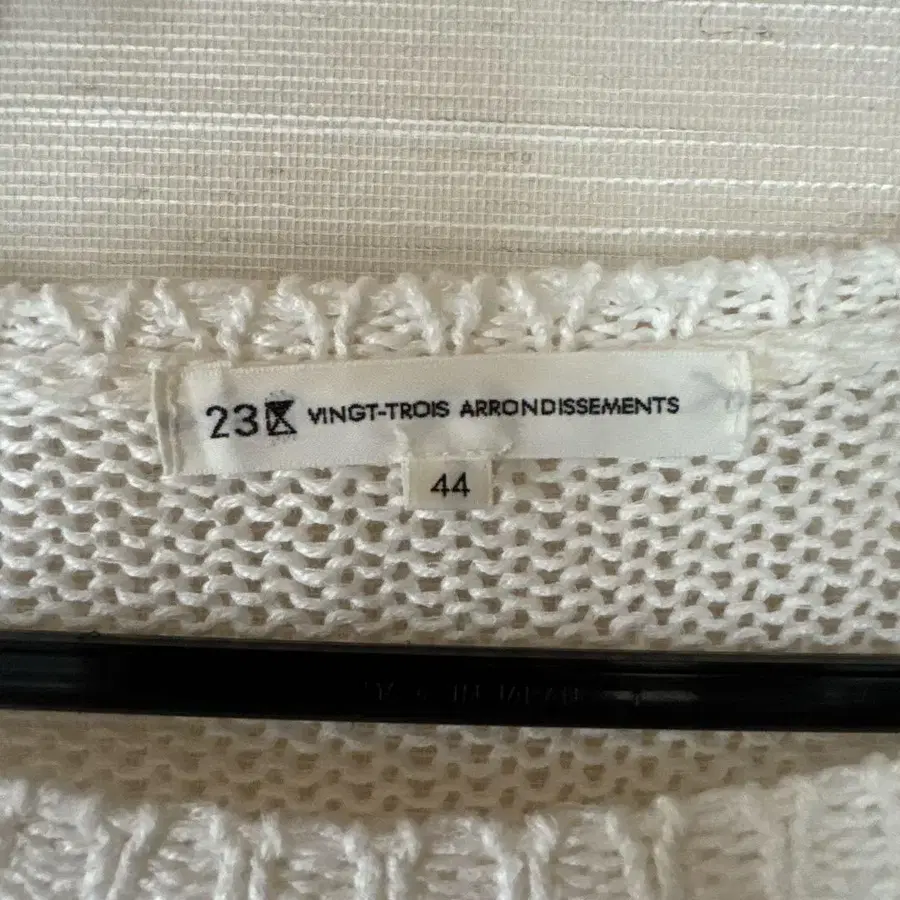 23区 VINGT-TROIS ARRONDISSEMENTS
44